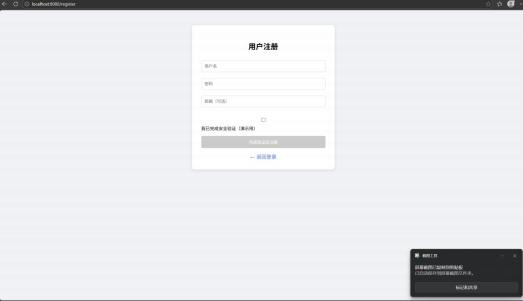 localhost:8080/register
用户注册
用户名
密码
邮箱（可选）
我已完成安全验证（演示用）
完成验证后注册
← 返回登录
截图工具
屏幕截图已复制到剪贴板
已自动保存到屏幕截图文件夹。
标记和共享